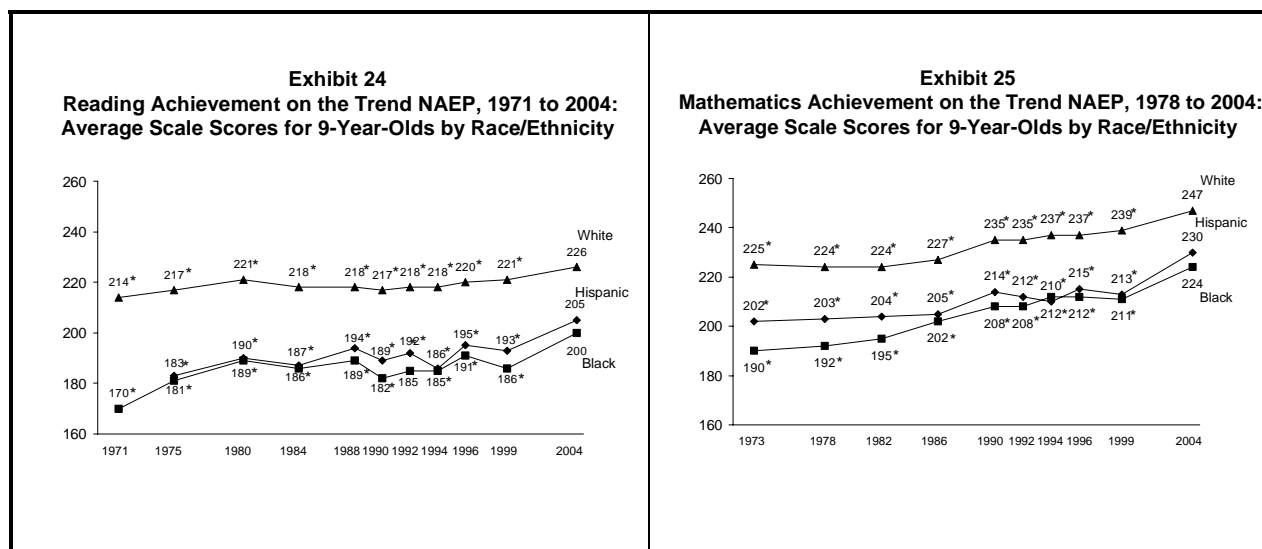 Exhibit 24
Reading Achievement on the Trend NAEP, 1971 to 2004:
Average Scale Scores for 9-Year-Olds by Race/Ethnicity
260
240
220
200
180
160
White
214* 217* 221* 218* 218* 217* 218* 218* 220* 221* 226
Hispanic
183* 190* 187* 194* 189* 192* 186* 195* 193* 205
Black
170* 181* 189* 186* 189* 182* 185 185* 191* 186* 200
1971 1975 1980 1984 1988 1990 1992 1994 1996 1999 2004
Exhibit 25
Mathematics Achievement on the Trend NAEP, 1978 to 2004:
Average Scale Scores for 9-Year-Olds by Race/Ethnicity
260
240
220
200
180
160
White
225* 224* 224* 227* 235* 235* 237* 237* 239* 247
Hispanic
202* 203* 204* 205* 214* 212* 210* 215* 213* 230
Black
190* 192* 195* 202* 208* 208* 212* 212* 211* 224
1973 1978 1982 1986 1990 1992 1994 1996 1999 2004